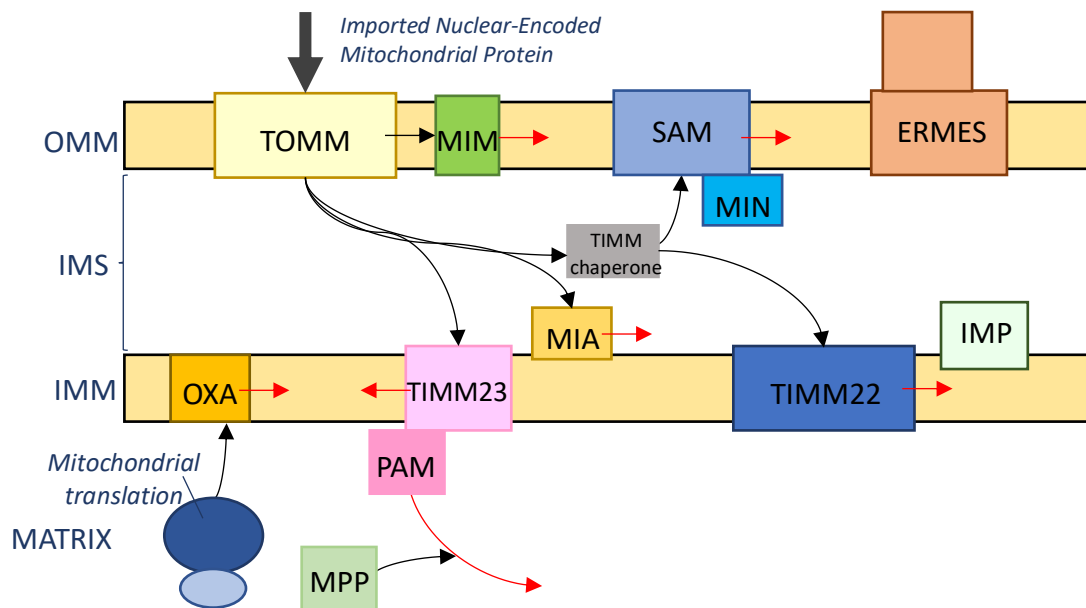 Imported Nuclear-Encoded
Mitochondrial Protein
OMM
TOMM
MIM
SAM
ERMES
MIN
IMS
TIMM
chaperone
MIA
IMP
IMM
OXA
TIMM23
TIMM22
PAM
Mitochondrial
translation
MATRIX
MPP